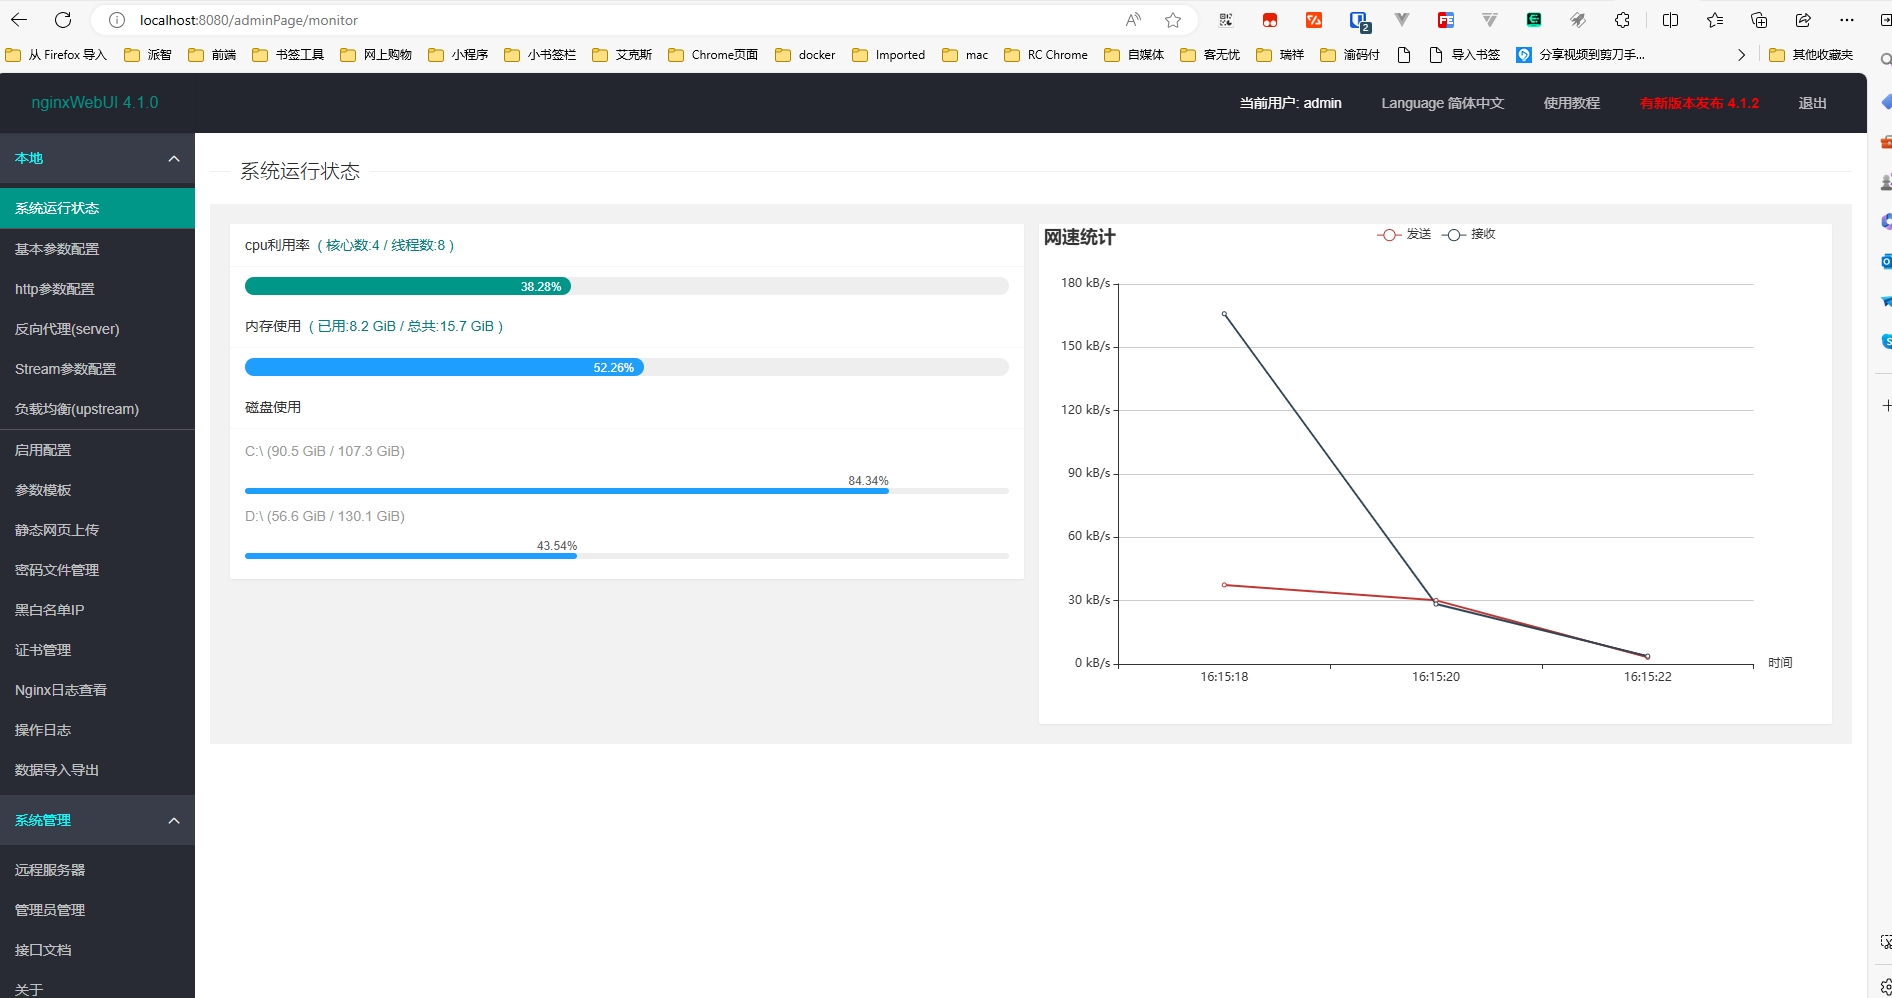 localhost:8080/adminPage/monitor
2
从 Firefox 导入
派智
前端
书签工具
网上购物
小程序
小书签栏
艾克斯
Chrome页面
docker
Imported
mac
RC Chrome
自媒体
客无忧
瑞祥
渝码付
导入书签
分享视频到剪刀手...
其他收藏夹
nginxWebUI 4.1.0
当前用户: admin
Language 简体中文
使用教程
有新版本发布 4.1.2
退出
本地
系统运行状态
基本参数配置
http参数配置
反向代理(server)
Stream参数配置
负载均衡(upstream)
启用配置
参数模板
静态网页上传
密码文件管理
黑白名单IP
证书管理
Nginx日志查看
操作日志
数据导入导出
系统管理
远程服务器
管理员管理
接口文档
关于
系统运行状态
cpu利用率 ( 核心数:4 / 线程数:8 )
38.28%
内存使用 ( 已用:8.2 GiB / 总共:15.7 GiB )
52.26%
磁盘使用
C:\ (90.5 GiB / 107.3 GiB)
84.34%
D:\ (56.6 GiB / 130.1 GiB)
43.54%
网速统计
发送
接收
180 kB/s
150 kB/s
120 kB/s
90 kB/s
60 kB/s
30 kB/s
0 kB/s
时间
16:15:18
16:15:20
16:15:22